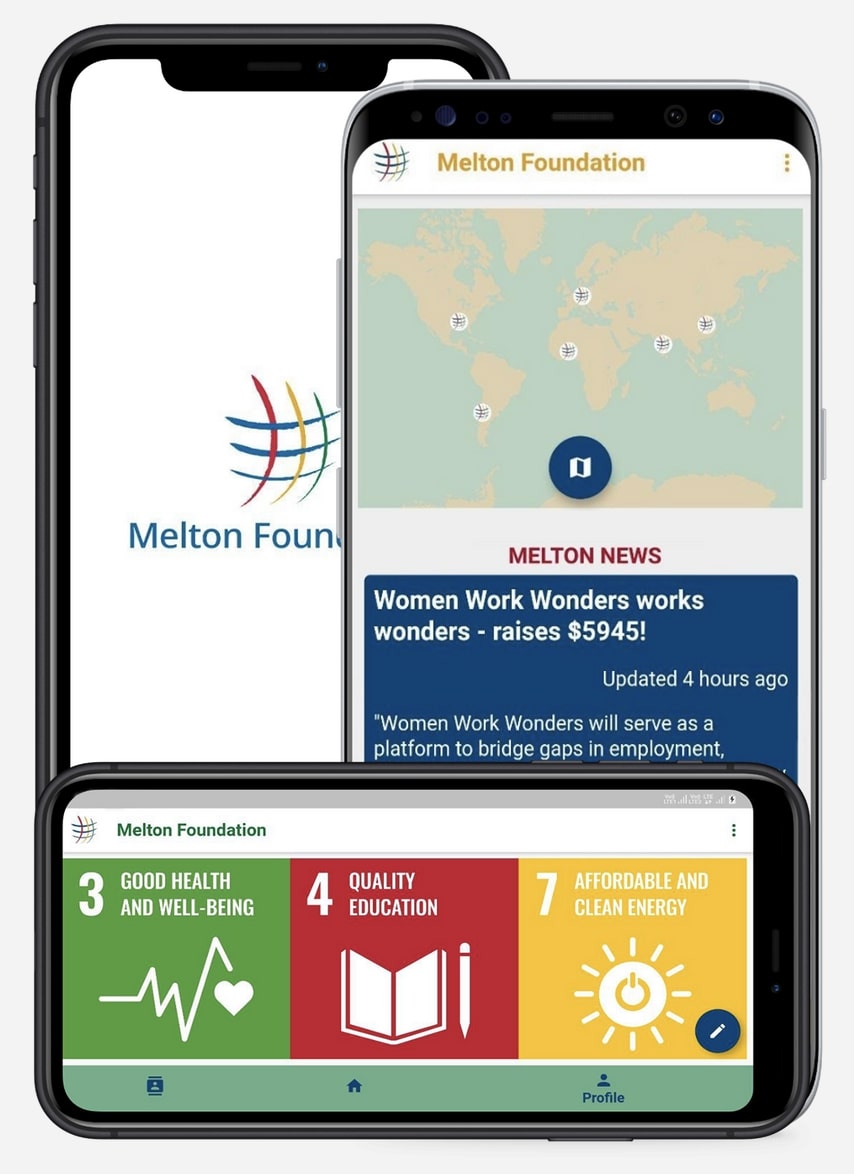 Melton Foundation
Melton Foun
MELTON NEWS
Women Work Wonders works
wonders - raises $5945!
Updated 4 hours ago
"Women Work Wonders will serve as a
platform to bridge gaps in employment,
Melton Foundation
3 GOOD HEALTH
AND WELL-BEING
4 QUALITY
EDUCATION
7 AFFORDABLE AND
CLEAN ENERGY
Profile